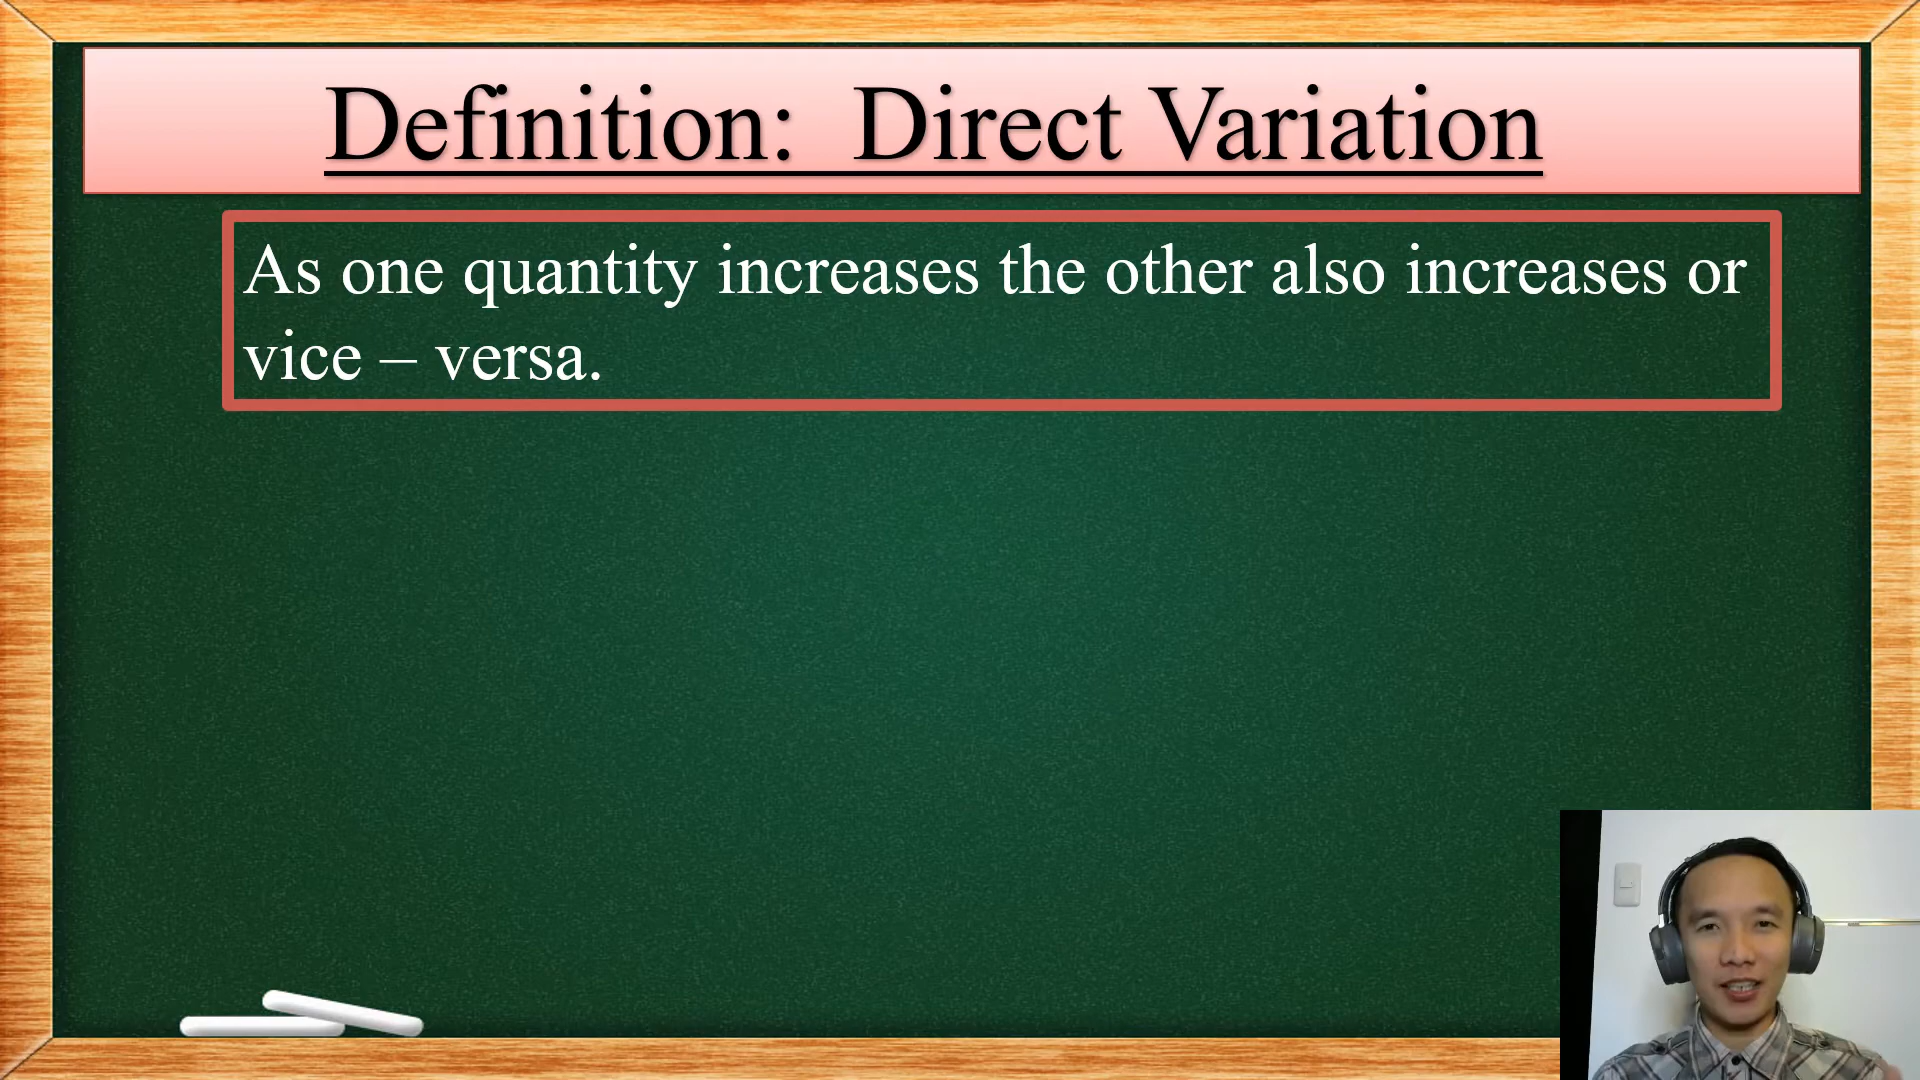 Definition:  Direct Variation
As one quantity increases the other also increases or
vice – versa.